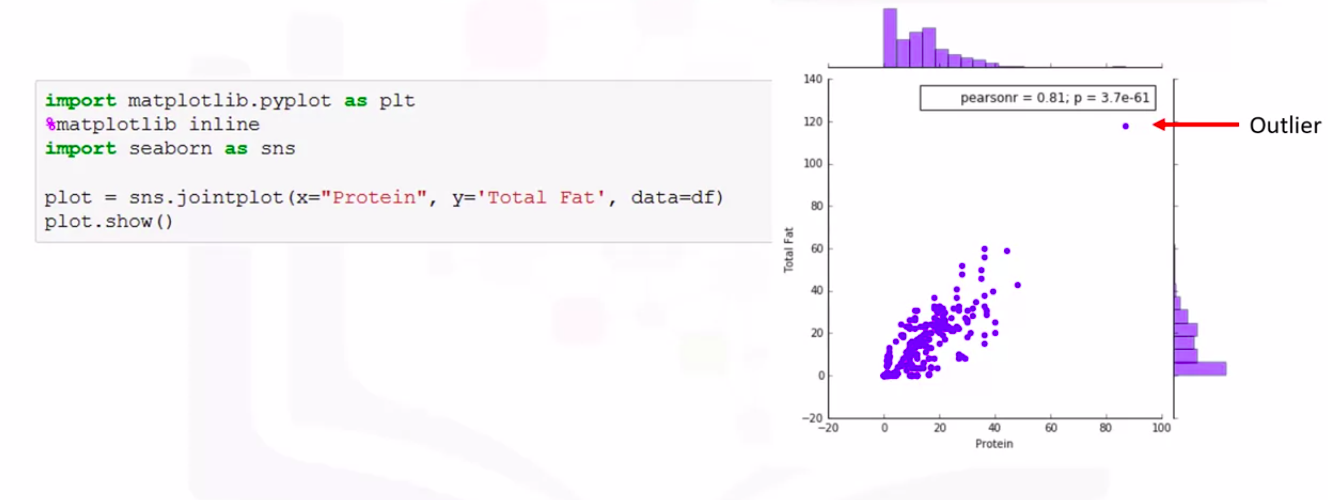 import matplotlib.pyplot as plt
%matplotlib inline
import seaborn as sns
plot = sns.jointplot(x="Protein", y='Total Fat', data=df)
plot.show()
pearsonr = 0.81; p = 3.7e-61
Outlier
140
120
100
80
60
40
20
0
−20
Total Fat
−20 0 20 40 60 80 100
Protein